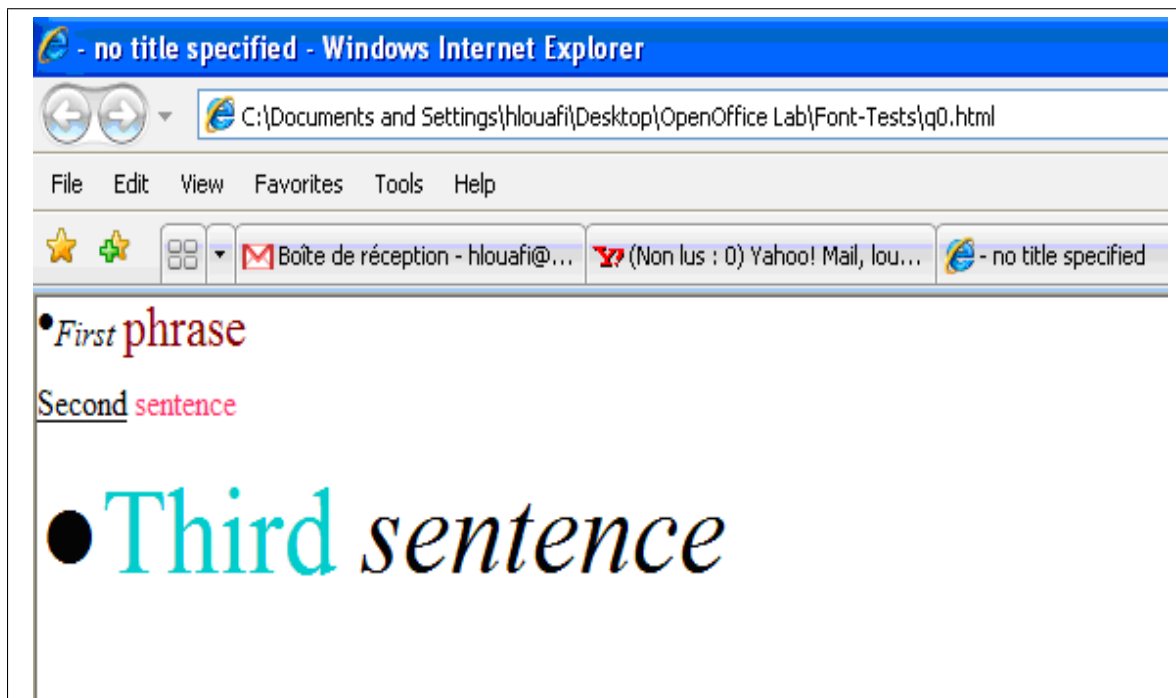 - no title specified - Windows Internet Explorer
C:\Documents and Settings\hlouafi\Desktop\OpenOffice Lab\Font-Tests\q0.html
File Edit View Favorites Tools Help
Boîte de réception - hlouafi@... (Non lus : 0) Yahoo! Mail, lou... - no title specified
•First phrase
Second sentence
•Third sentence